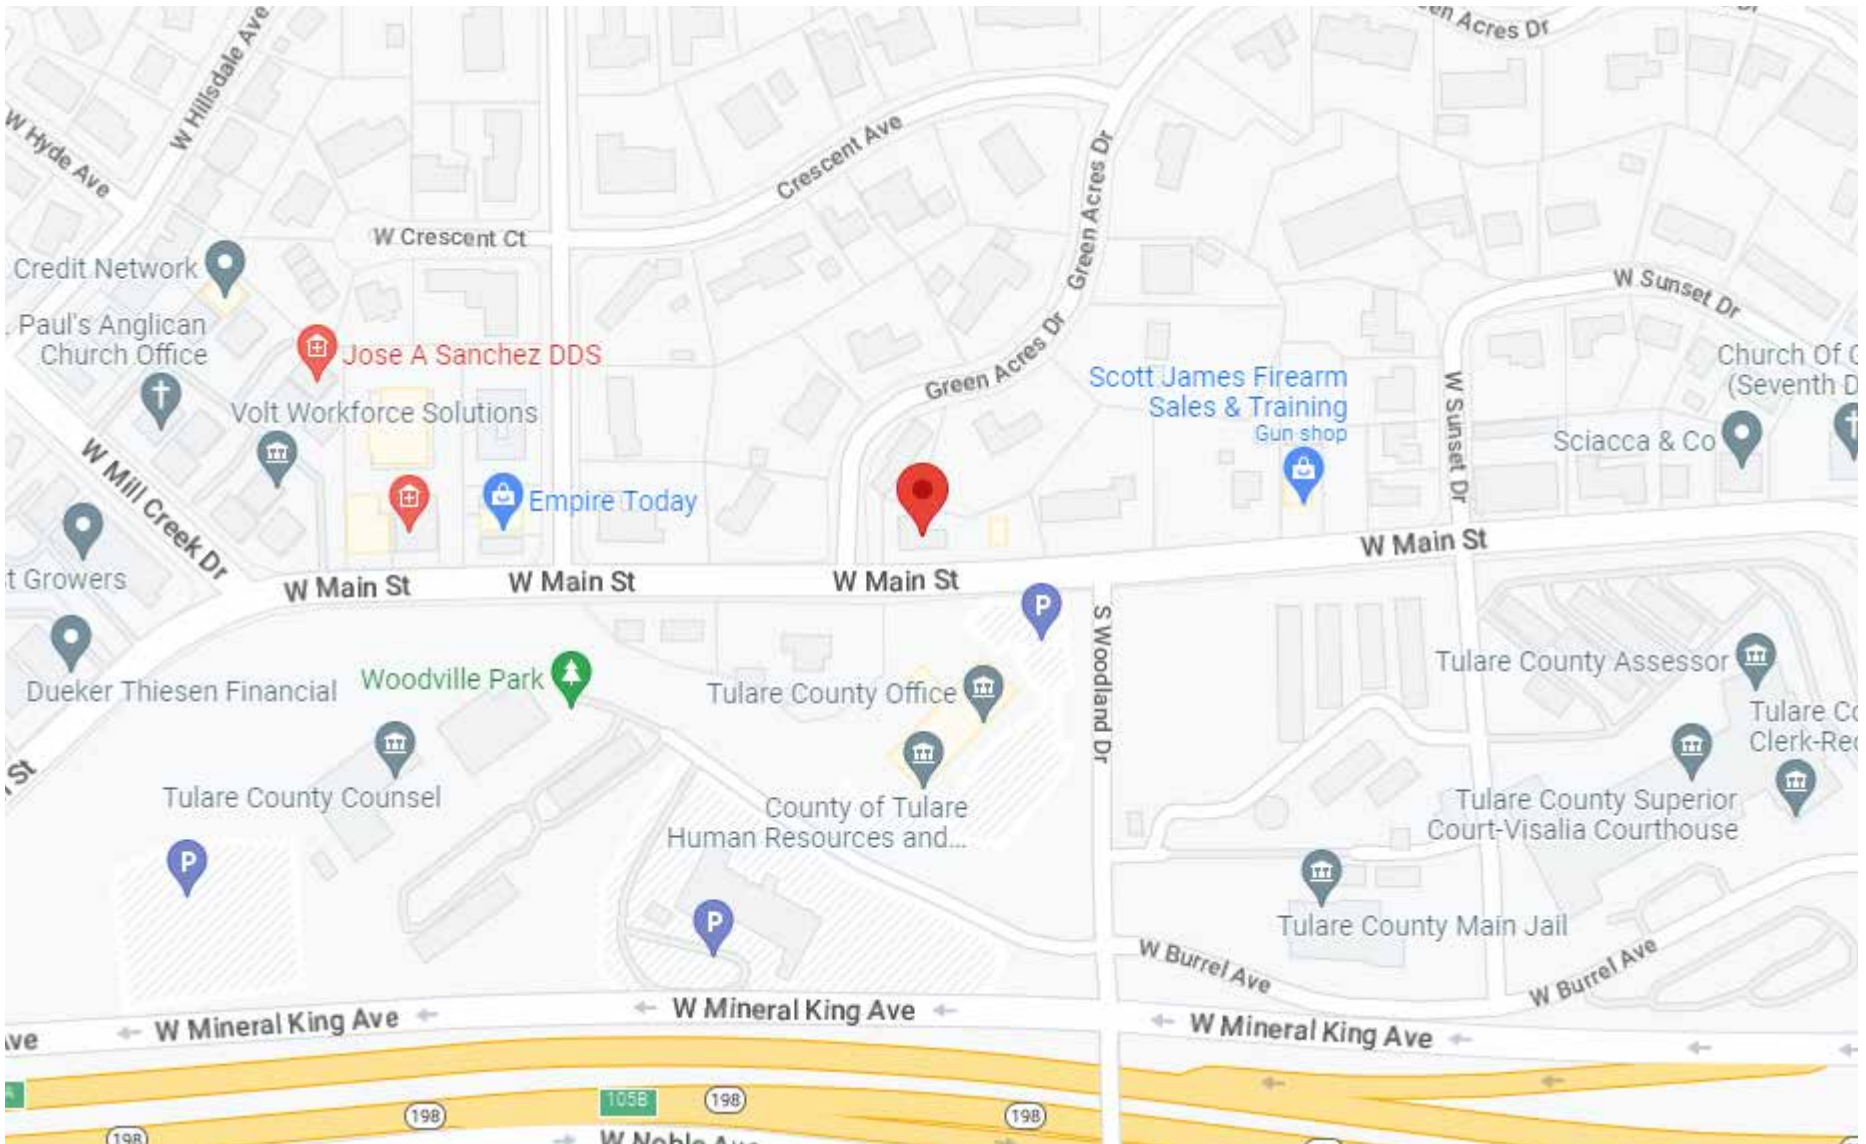 W Hillsdale Ave
en Acres Dr
W Hyde Ave
Crescent Ave
Green Acres Dr
W Crescent Ct
Credit Network
W Sunset Dr
Paul's Anglican
Church Office
Jose A Sanchez DDS
Green Acres Dr
Scott James Firearm
Sales & Training
Gun shop
Church Of G
(Seventh D
Volt Workforce Solutions
W Sunset Dr
Sciacca & Co
W Mill Creek Dr
Empire Today
W Main St
t Growers
W Main St
W Main St
W Main St
P
S Woodland Dr
Tulare County Assessor
Dueker Thiesen Financial
Woodville Park
Tulare County Office
Tulare Co
Clerk-Rec
St
Tulare County Counsel
County of Tulare
Human Resources and...
Tulare County Superior
Court-Visalia Courthouse
P
P
Tulare County Main Jail
W Burrel Ave
W Burrel Ave
Ave
W Mineral King Ave
W Mineral King Ave
W Mineral King Ave
105B
198
198
198
198
W Noble Ave